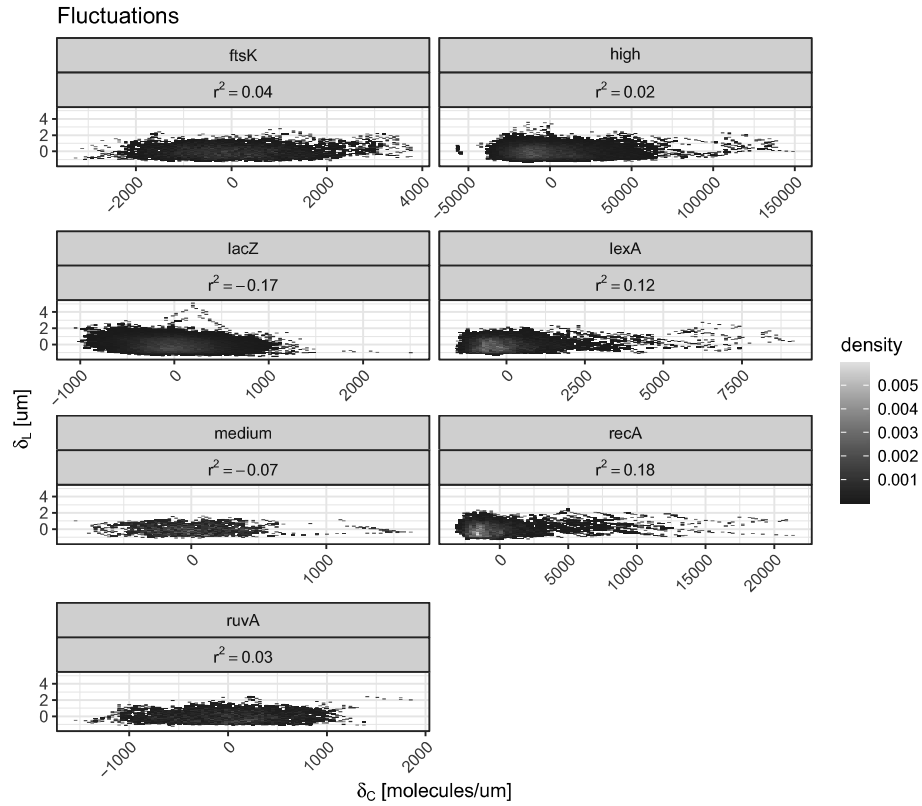 Fluctuations
ftsK
high
r² = 0.04
r² = 0.02
4
2
0
−2000
0
2000
4000
−50000
0
50000
100000
150000
lacZ
lexA
r² = −0.17
r² = 0.12
4
2
0
−1000
0
1000
2000
0
2500
5000
7500
medium
recA
r² = −0.07
r² = 0.18
4
2
0
0
1000
0
5000
10000
15000
20000
ruvA
r² = 0.03
4
2
0
−1000
0
1000
2000
δC [molecules/um]
δL [um]
density
0.005
0.004
0.003
0.002
0.001